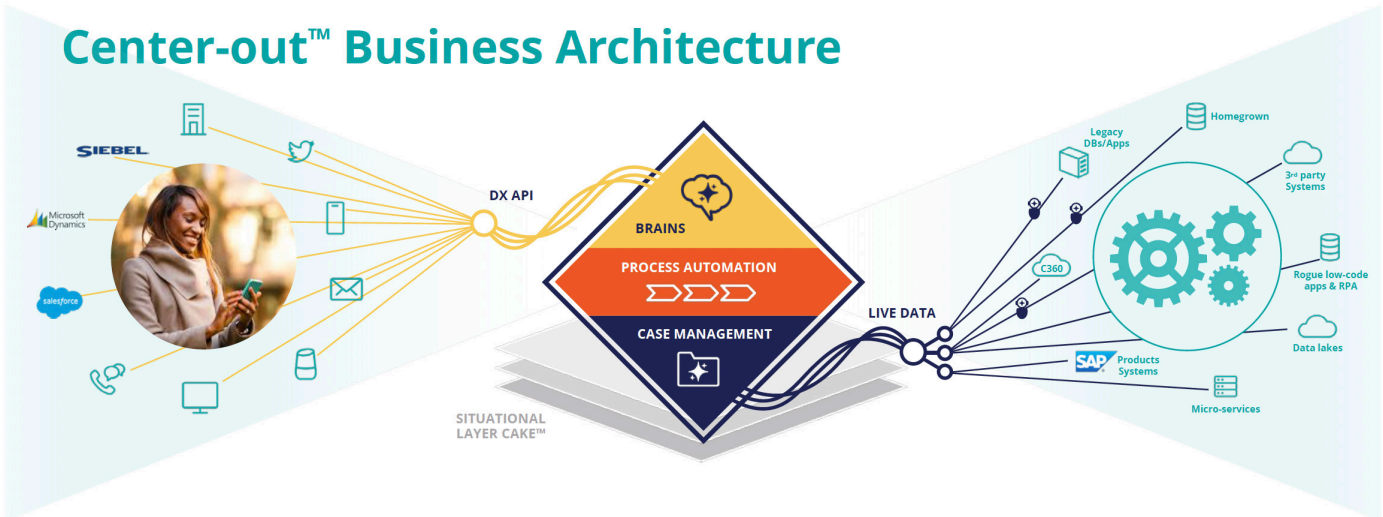 Center-out™ Business Architecture
SIEBEL
Microsoft
Dynamics
salesforce
DX API
BRAINS
PROCESS AUTOMATION
CASE MANAGEMENT
SITUATIONAL
LAYER CAKE™
LIVE DATA
Legacy
DBs/Apps
Homegrown
3rd party
Systems
C360
Rogue low-code
apps & RPA
Data lakes
SAP
Products
Systems
Micro-services